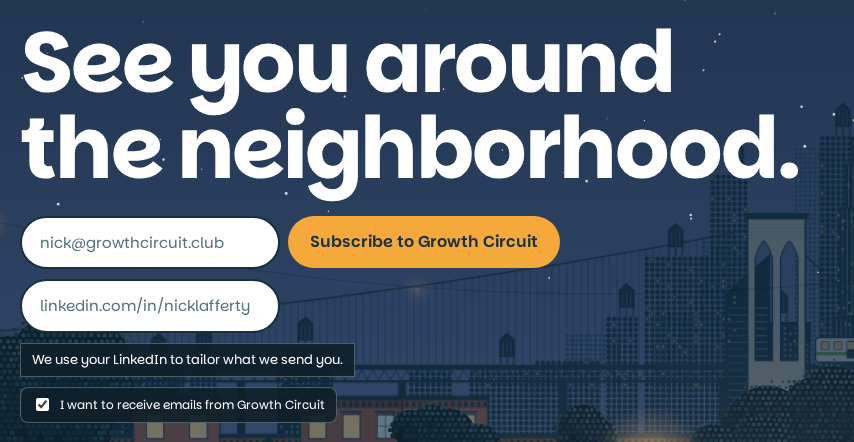 See you around
the neighborhood.
nick@growthcircuit.club
Subscribe to Growth Circuit
linkedin.com/in/nicklafferty
We use your LinkedIn to tailor what we send you.
I want to receive emails from Growth Circuit